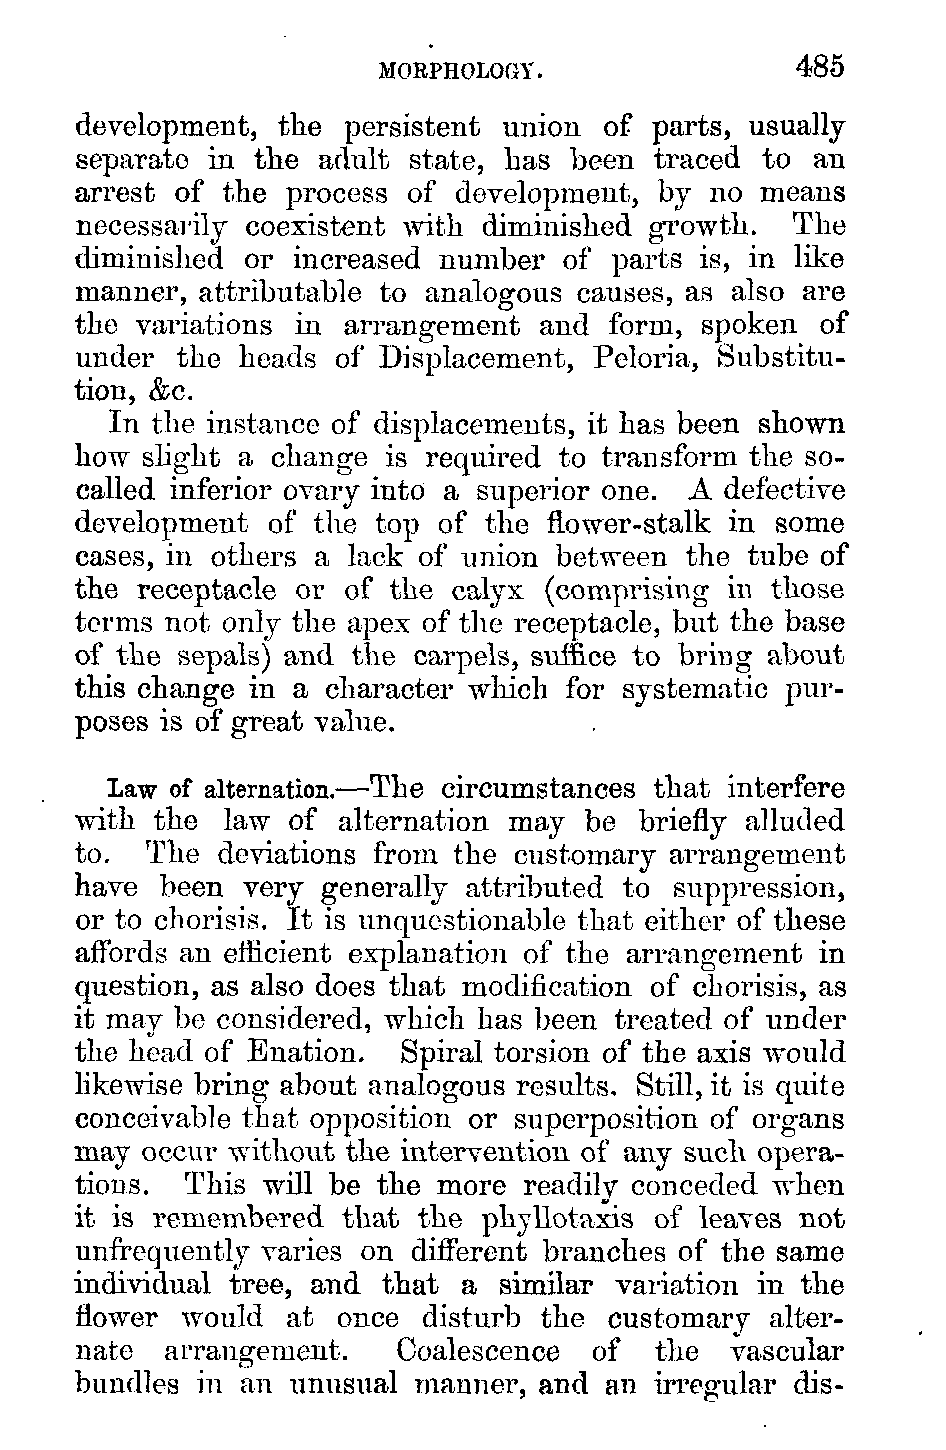 MORPHOLOGY. 485
development, the persistent union of parts, usually
separate in the adult state, has been traced to an
arrest of the process of development, by no means
necessarily coexistent with diminished growth. The
diminished or increased number of parts is, in like
manner, attributable to analogous causes, as also are
the variations in arrangement and form, spoken of
under the heads of Displacement, Peloria, Substitu-
tion, &c.
In the instance of displacements, it has been shown
how slight a change is required to transform the so-
called inferior ovary into a superior one. A defective
development of the top of the flower-stalk in some
cases, in others a lack of union between the tube of
the receptacle or of the calyx (comprising in those
terms not only the apex of the receptacle, but the base
of the sepals) and the carpels, suffice to bring about
this change in a character which for systematic pur-
poses is of great value.
Law of alternation.—The circumstances that interfere
with the law of alternation may be briefly alluded
to. The deviations from the customary arrangement
have been very generally attributed to suppression,
or to chorisis. It is unquestionable that either of these
affords an efficient explanation of the arrangement in
question, as also does that modification of chorisis, as
it may be considered, which has been treated of under
the head of Enation. Spiral torsion of the axis would
likewise bring about analogous results. Still, it is quite
conceivable that opposition or superposition of organs
may occur without the intervention of any such opera-
tions. This will be the more readily conceded when
it is remembered that the phyllotaxis of leaves not
unfrequently varies on different branches of the same
individual tree, and that a similar variation in the
flower would at once disturb the customary alter-
nate arrangement. Coalescence of the vascular
bundles in an unusual manner, and an irregular dis-